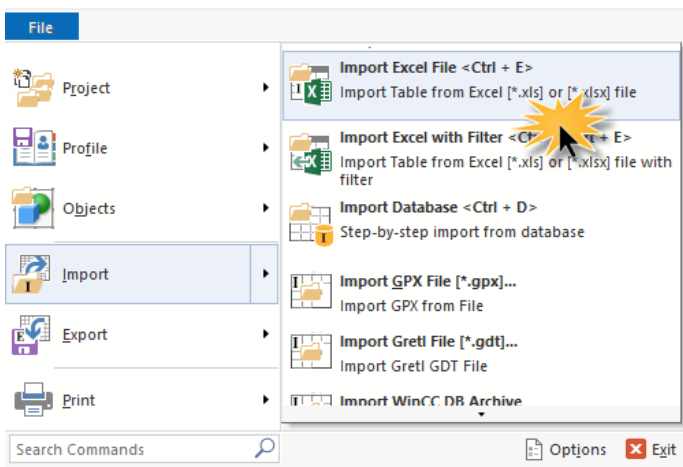 File
Project
Profile
Objects
Import
Export
Print
Import Excel File <Ctrl + E>
Import Table from Excel [*.xls] or [*.xlsx] file
Import Excel with Filter + E>
Import Table from Excel [*.xls] or [*.xlsx] file with
filter
Import Database <Ctrl + D>
Step-by-step import from database
Import GPX File [*.gpx]...
Import GPX from File
Import Gretl File [*.gdt]...
Import Gretl GDT File
Import WinCC DB Archive
Search Commands
Options
Exit